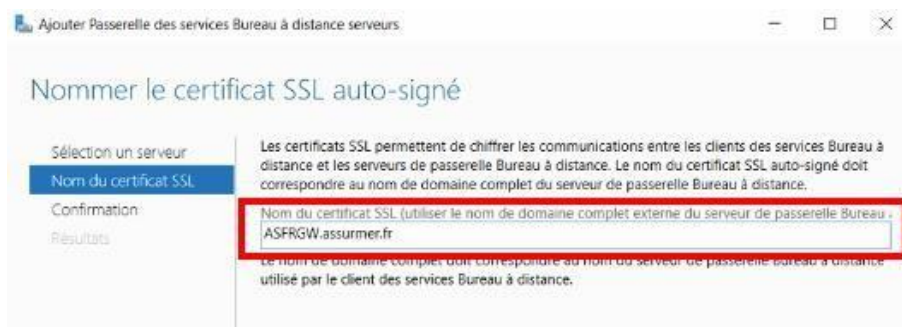 Ajouter Passerelle des services Bureau à distance serveurs
Nommer le certificat SSL auto-signé
Sélection un serveur
Nom du certificat SSL
Confirmation
Résultats
Les certificats SSL permettent de chiffrer les communications entre les clients des services Bureau à
distance et les serveurs de passerelle Bureau à distance. Le nom du certificat SSL auto-signé doit
correspondre au nom de domaine complet du serveur de passerelle Bureau à distance.
Nom du certificat SSL (utiliser le nom de domaine complet externe du serveur de passerelle Bureau
ASFRGW.assurmer.fr
Le nom de domaine complet doit correspondre au nom du serveur de passerelle Bureau à distance
utilisé par le client des services Bureau à distance.